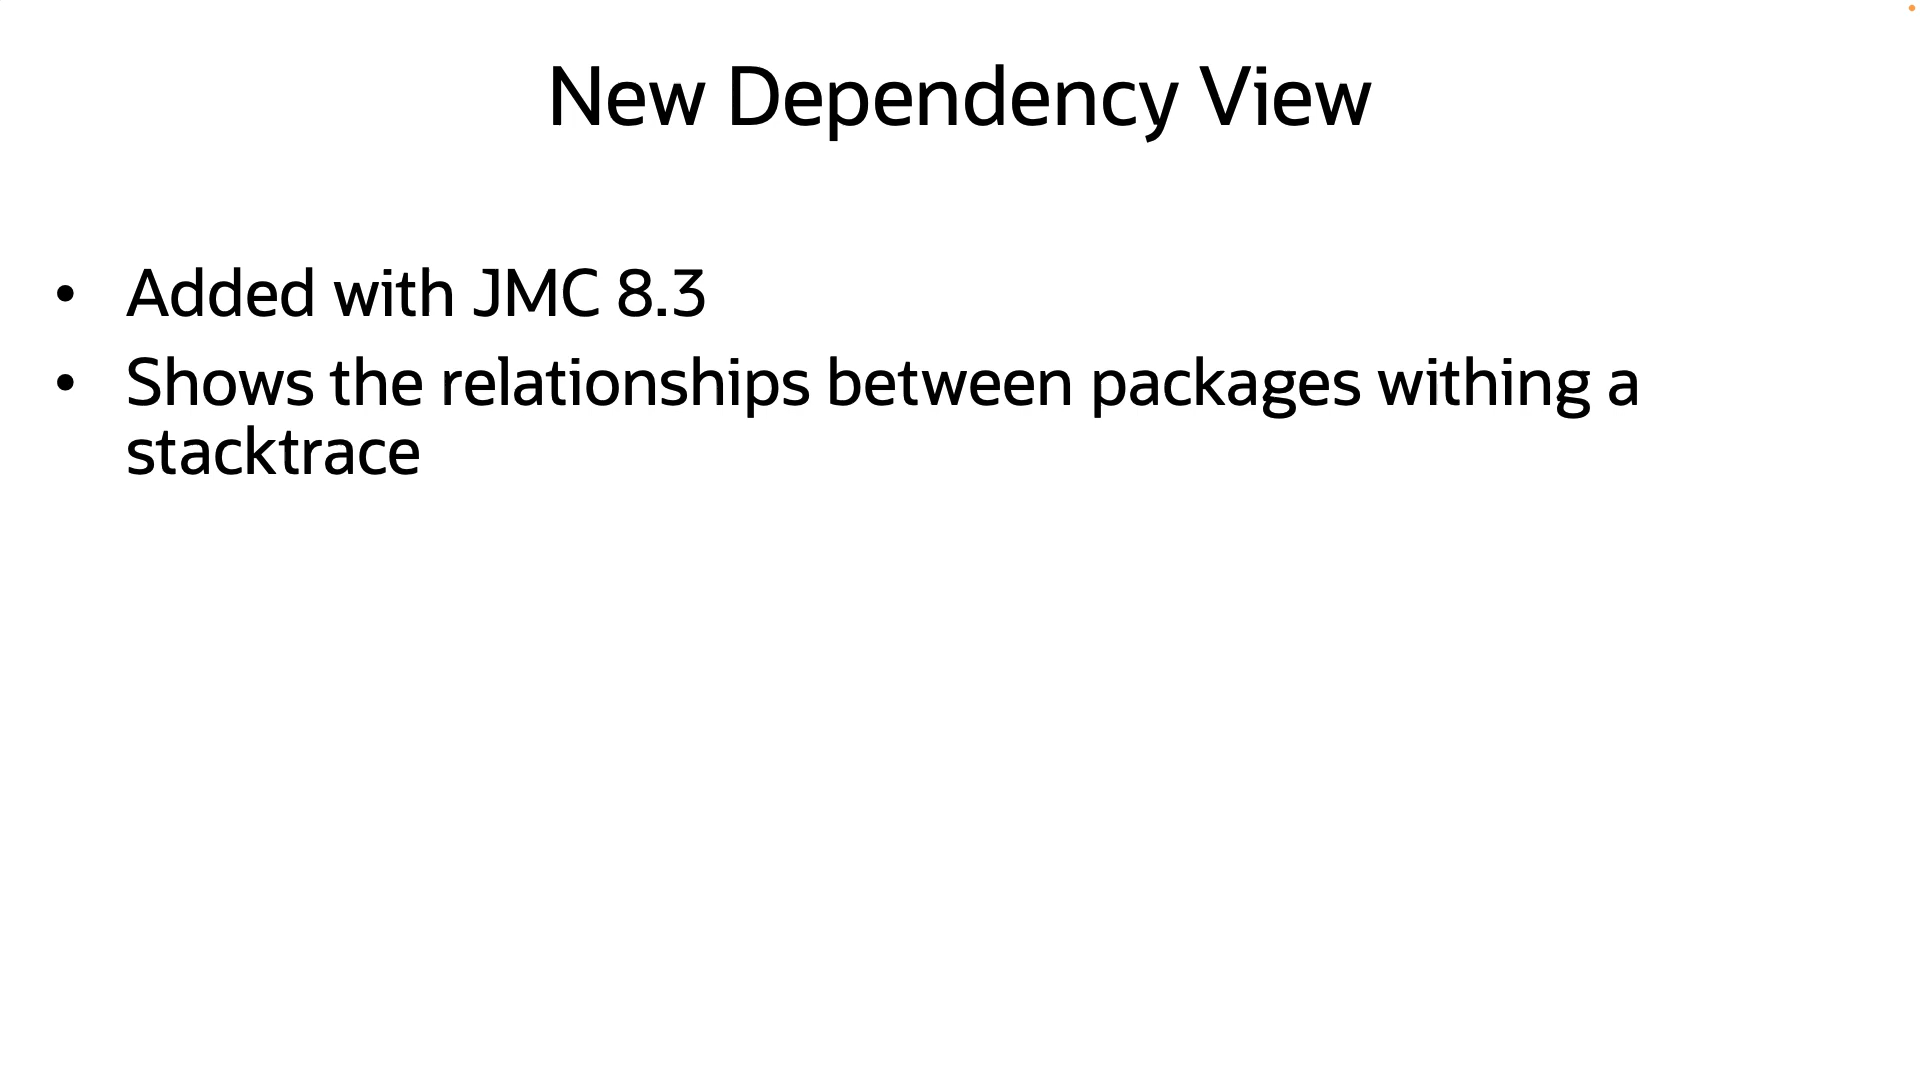 New Dependency View
• Added with JMC 8.3
• Shows the relationships between packages withing a
stacktrace